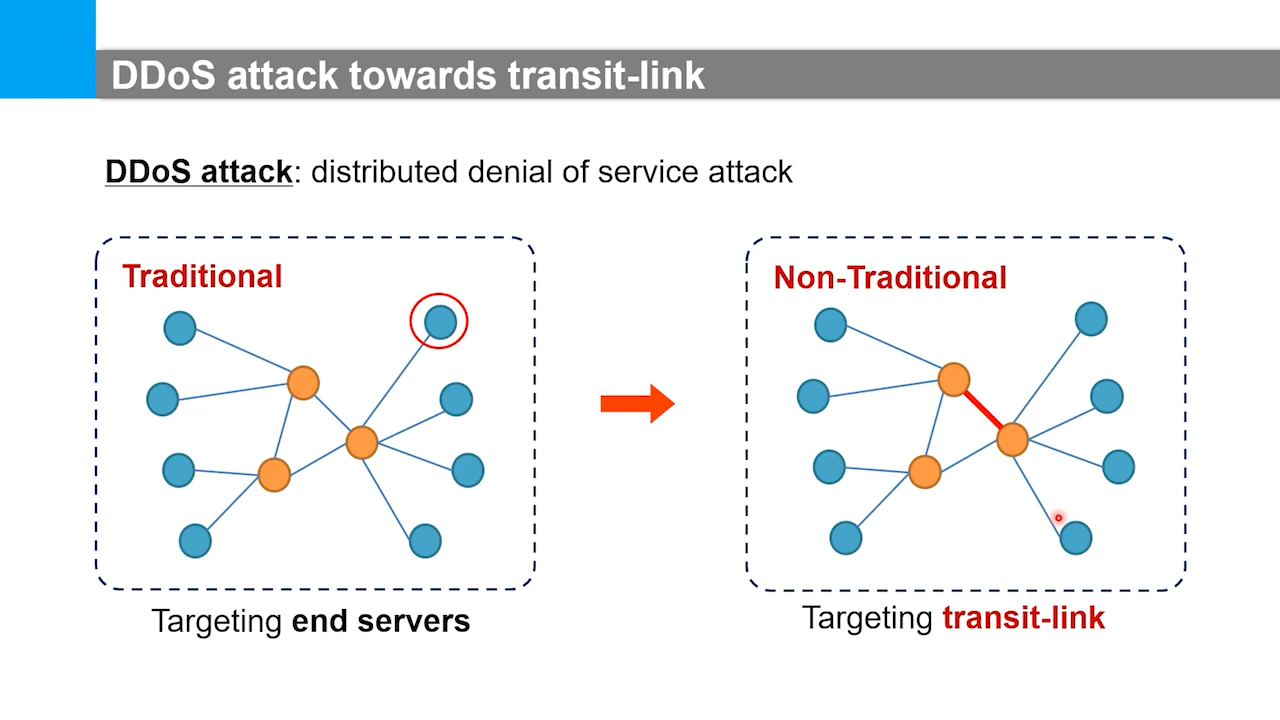 DDoS attack towards transit-link
DDoS attack: distributed denial of service attack
Traditional
Non-Traditional
Targeting end servers
Targeting transit-link